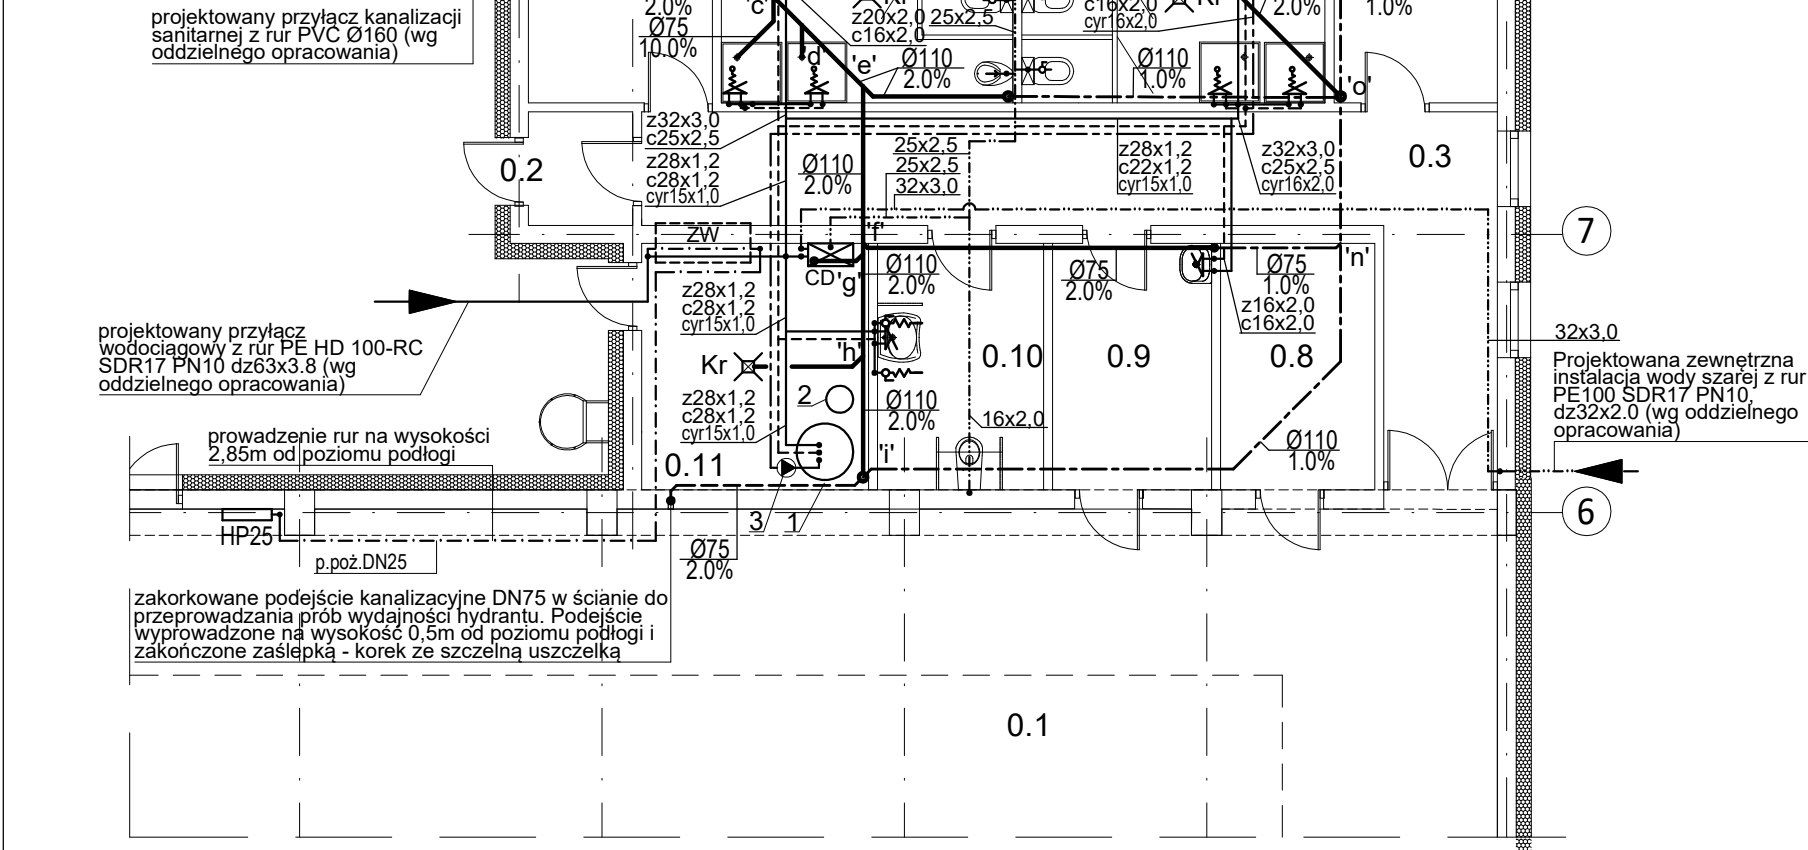 projektowany przyłącz kanalizacji
sanitarnej z rur PVC Ø160 (wg
oddzielnego opracowania)
2.0%
Ø75
10.0%
'c'
'd'
'e'
Kr
z20x2,0
c16x2,0
25x2,5
Ø110
2.0%
c16x2,0
cyr16x2,0
Kr
Ø110
1.0%
2.0%
1.0%
'o'
z32x3,0
c25x2,5
z28x1,2
c28x1,2
cyr15x1,0
Ø110
2.0%
25x2,5
25x2,5
32x3,0
z28x1,2
c22x1,2
cyr15x1,0
z32x3,0
c25x2,5
cyr16x2,0
0.2
0.3
7
ZW
'f'
CD
'g'
Ø110
2.0%
Ø75
2.0%
Ø75
1.0%
'n'
z16x2,0
c16x2,0
z28x1,2
c28x1,2
cyr15x1,0
projektowany przyłącz
wodociągowy z rur PE HD 100-RC
SDR17 PN10 dz63x3.8 (wg
oddzielnego opracowania)
32x3,0
Projektowana zewnętrzna
instalacja wody szarej z rur
PE100 SDR17 PN10,
dz32x2.0 (wg oddzielnego
opracowania)
'h'
Kr
0.10
0.9
0.8
2
z28x1,2
c28x1,2
cyr15x1,0
Ø110
2.0%
16x2,0
prowadzenie rur na wysokości
2,85m od poziomu podłogi
0.11
'i'
Ø110
1.0%
3
1
6
HP25
p.poż.DN25
Ø75
2.0%
zakorkowane podejście kanalizacyjne DN75 w ścianie do
przeprowadzania prób wydajności hydrantu. Podejście
wyprowadzone na wysokość 0,5m od poziomu podłogi i
zakończone zaślepką - korek ze szczelną uszczelką
0.1